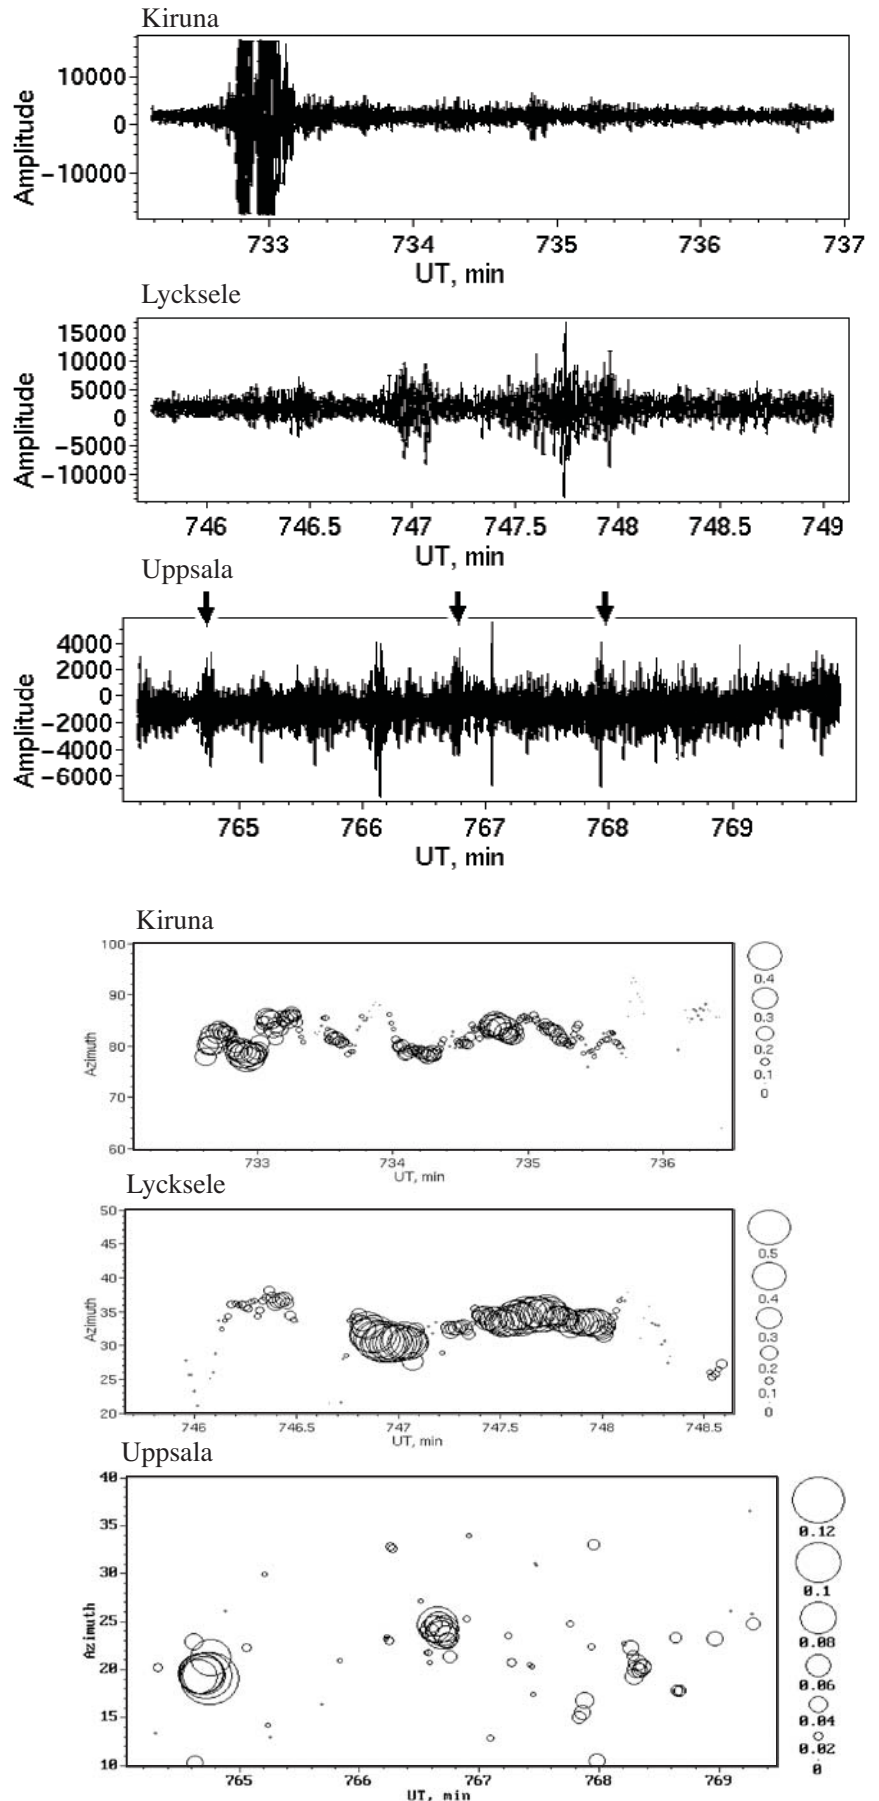 Kiruna
10000
0
-10000
Amplitude
733 734 735 736 737
UT, min
Lycksele
15000
10000
5000
0
-5000
-10000
Amplitude
746 746.5 747 747.5 748 748.5 749
UT, min
Uppsala
4000
2000
0
-2000
-4000
-6000
Amplitude
765 766 767 768 769
UT, min
Kiruna
100
90
80
70
60
Azimuth
733 734 735 736
UT, min
0.4
0.3
0.2
0.1
0
Lycksele
50
45
40
35
30
25
20
Azimuth
746 746.5 747 747.5 748 748.5
UT, min
0.5
0.4
0.3
0.2
0.1
0
Uppsala
40
35
30
25
20
15
10
Azimuth
765 766 767 768 769
UT, min
0.12
0.1
0.08
0.06
0.04
0.02
0